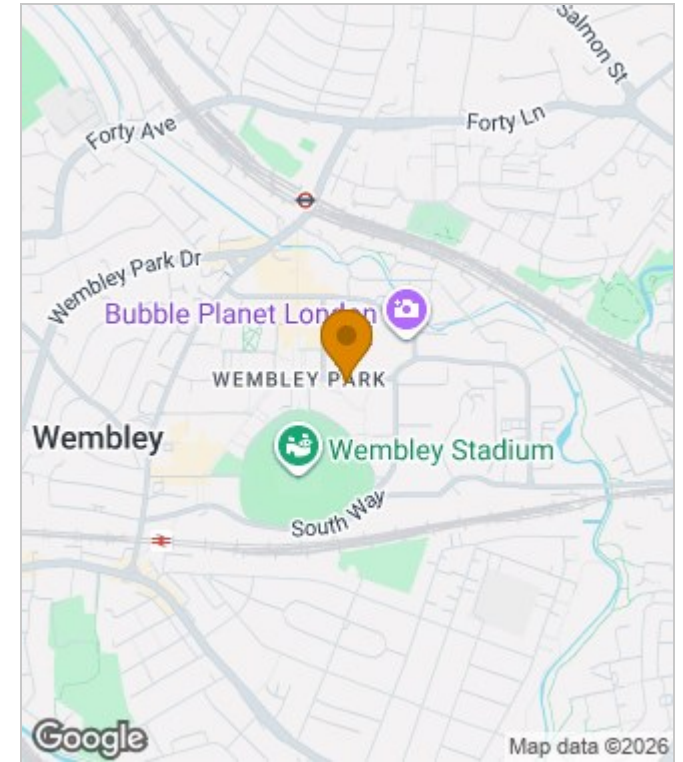 Salmon St
Forty Ln
Forty Ave
Wembley Park Dr
Bubble Planet London
WEMBLEY PARK
Wembley
Wembley Stadium
South Way
Google
Map data ©2026